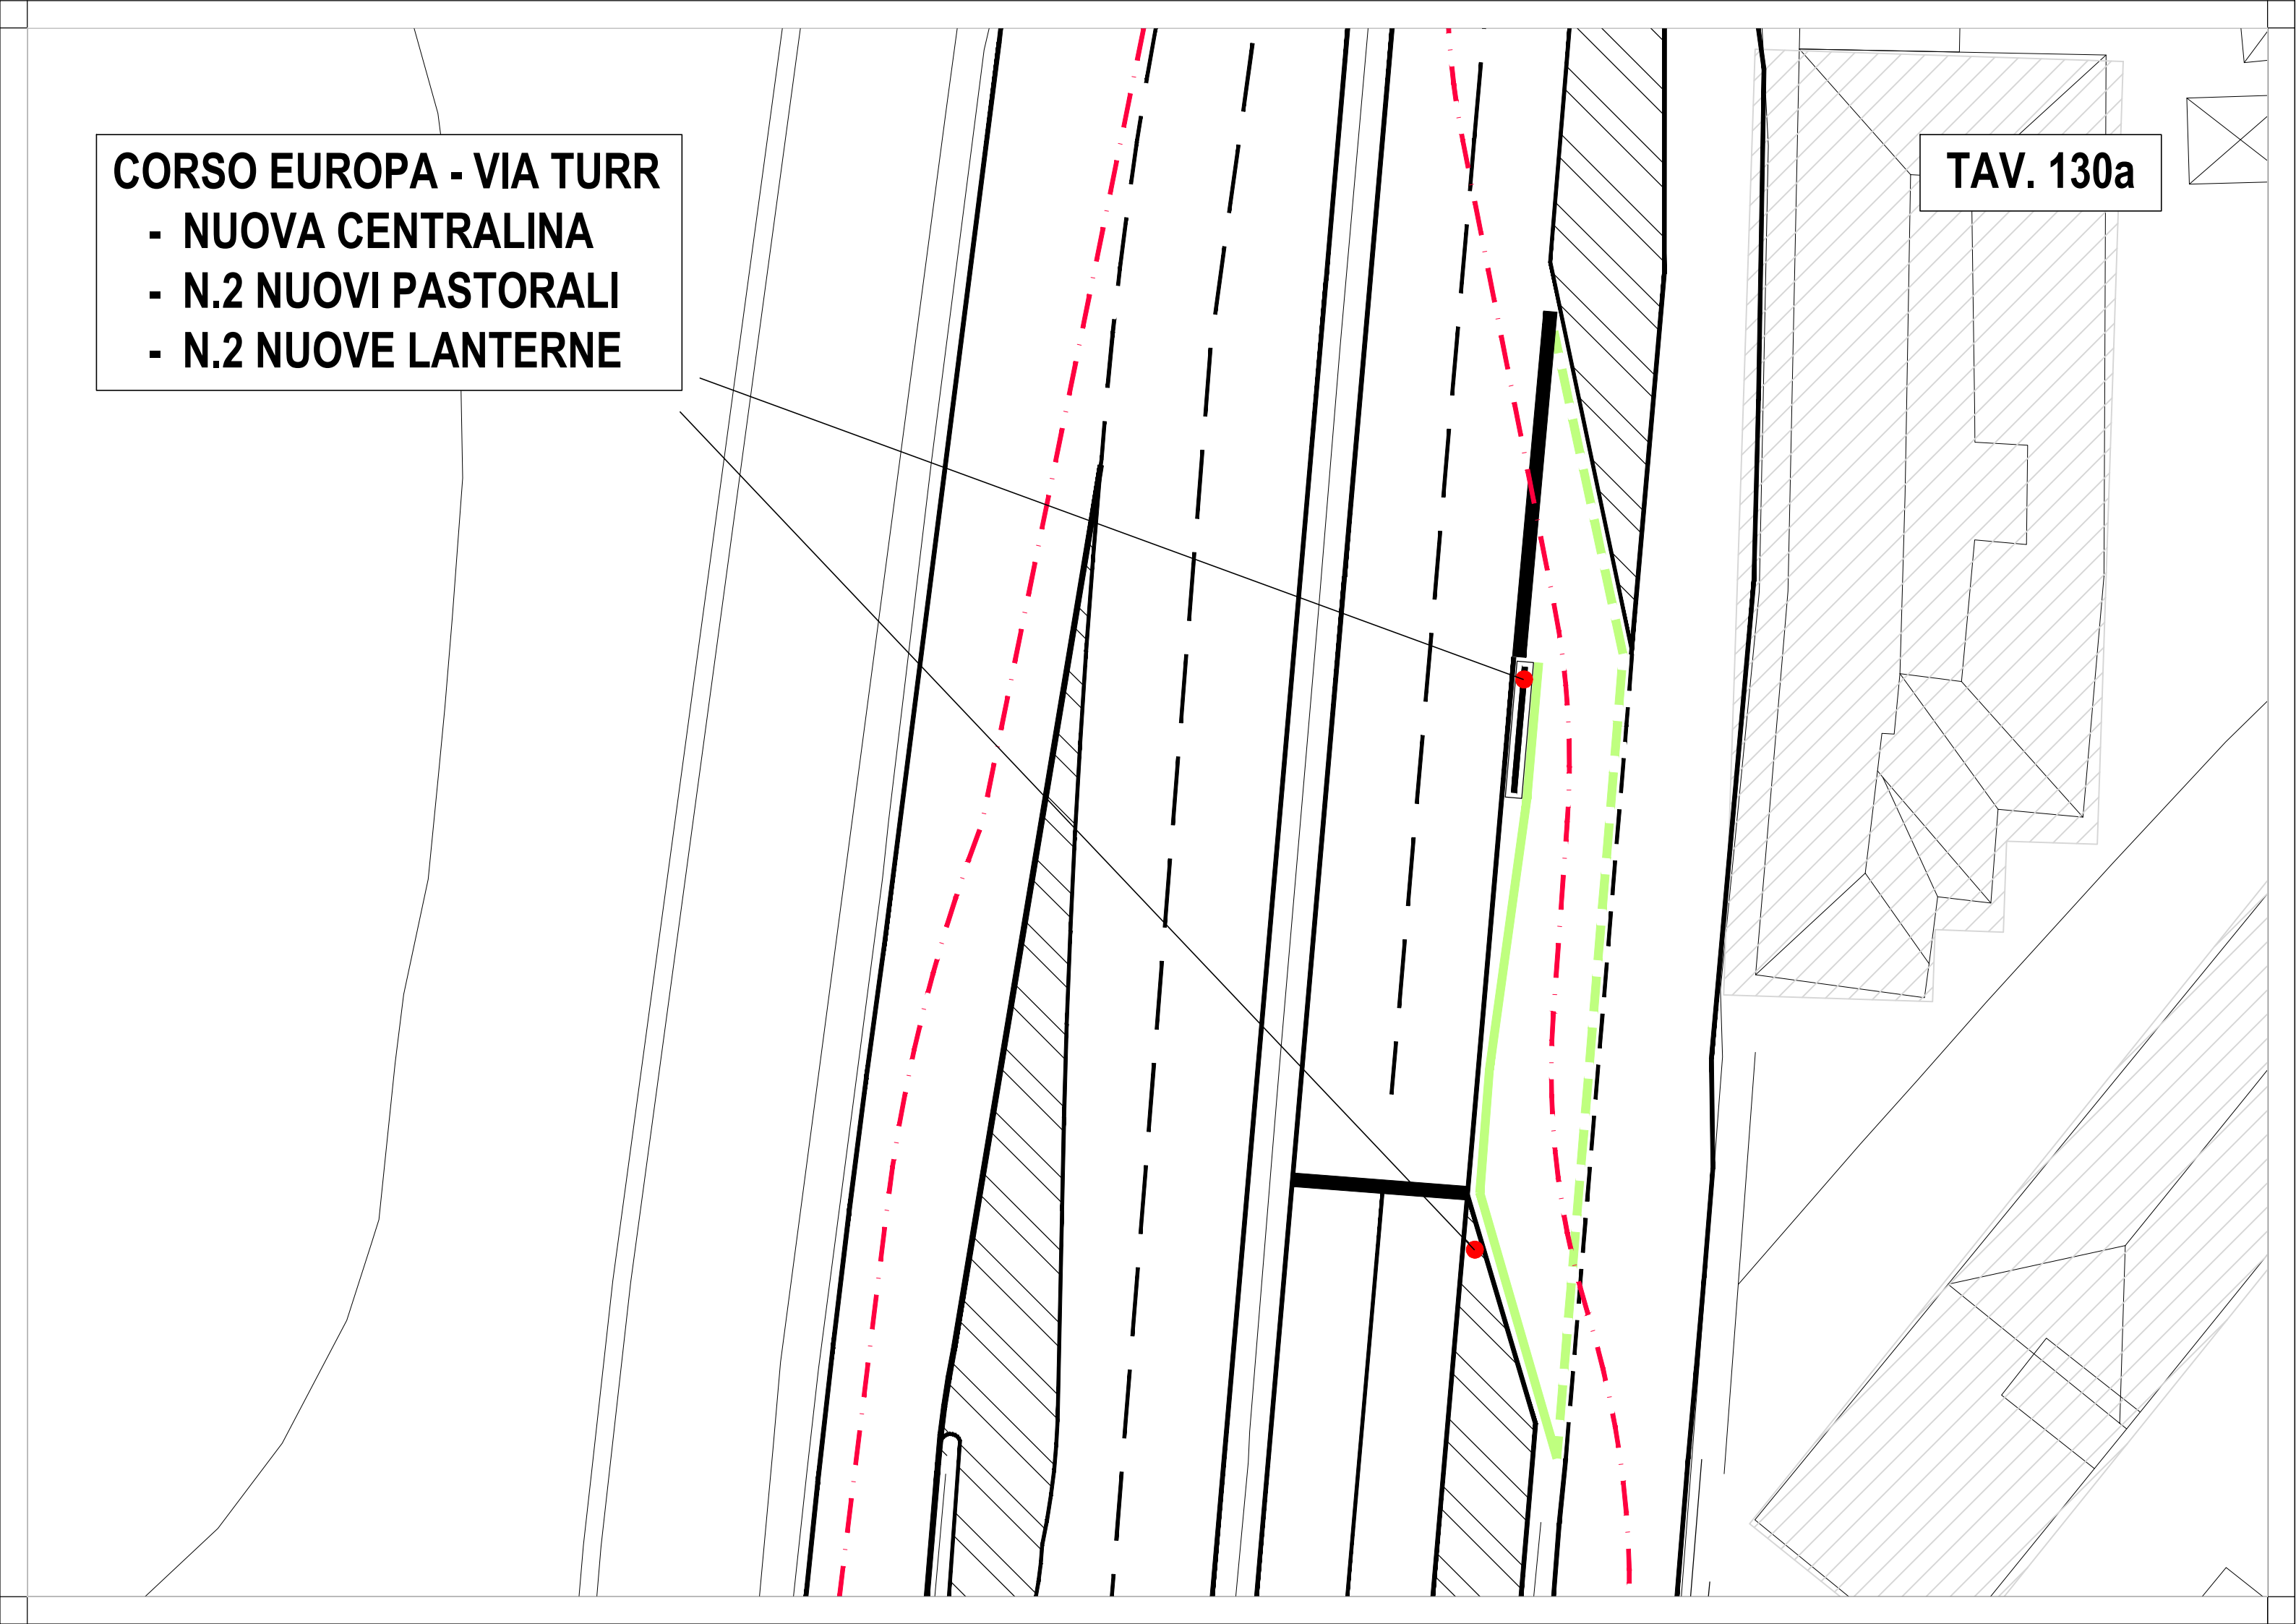 CORSO EUROPA - VIA TURR
- NUOVA CENTRALINA
- N.2 NUOVI PASTORALI
- N.2 NUOVE LANTERNE
TAV. 130a